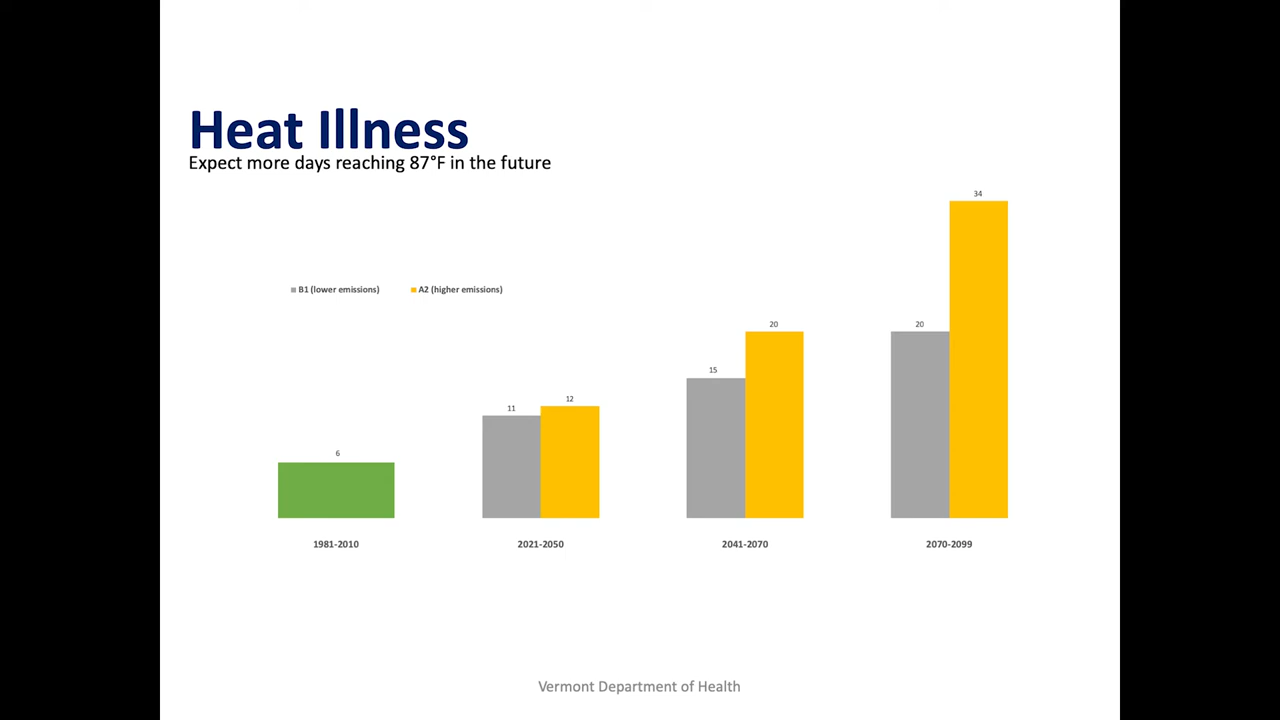 Heat Illness
Expect more days reaching 87°F in the future
34
B1 (lower emissions) A2 (higher emissions)
20 20
15
11 12
6
1981-2010 2021-2050 2041-2070 2070-2099
Vermont Department of Health